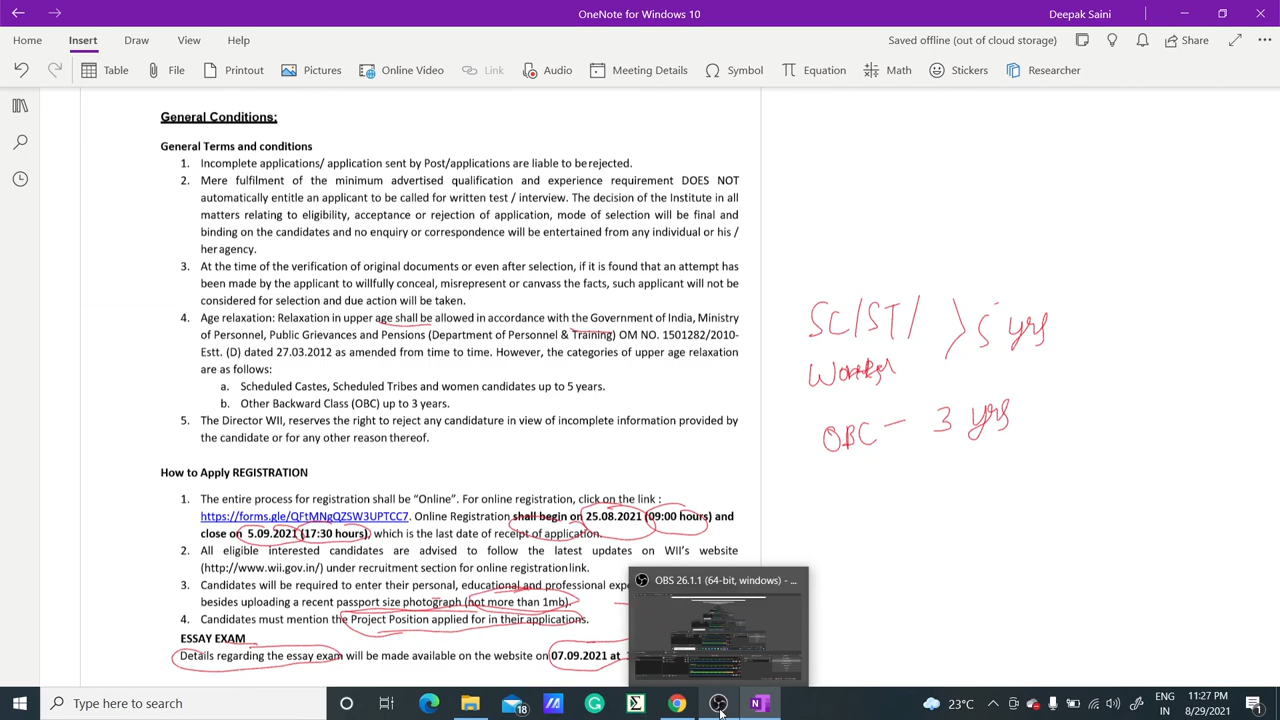 OneNote for Windows 10
Deepak Saini
Home Insert Draw View Help
Saved offline (out of cloud storage)
Share
Table File Printout Pictures Online Video Link Audio Meeting Details Symbol Equation Math Stickers Researcher
General Conditions:
General Terms and conditions
1. Incomplete applications/ application sent by Post/applications are liable to be rejected.
2. Mere fulfilment of the minimum advertised qualification and experience requirement DOES NOT
automatically entitle an applicant to be called for written test / interview. The decision of the Institute in all
matters relating to eligibility, acceptance or rejection of application, mode of selection will be final and
binding on the candidates and no enquiry or correspondence will be entertained from any individual or his /
her agency.
3. At the time of the verification of original documents or even after selection, if it is found that an attempt has
been made by the applicant to willfully conceal, misrepresent or canvass the facts, such applicant will not be
considered for selection and due action will be taken.
4. Age relaxation: Relaxation in upper age shall be allowed in accordance with the Government of India, Ministry
of Personnel, Public Grievances and Pensions (Department of Personnel & Training) OM NO. 1501282/2010-
Estt. (D) dated 27.03.2012 as amended from time to time. However, the categories of upper age relaxation
are as follows:
a. Scheduled Castes, Scheduled Tribes and women candidates up to 5 years.
b. Other Backward Class (OBC) up to 3 years.
5. The Director WII, reserves the right to reject any candidature in view of incomplete information provided by
the candidate or for any other reason thereof.
SC/ST/ 5 yrs
OBC - 3 yrs
How to Apply REGISTRATION
1. The entire process for registration shall be "Online". For online registration, click on the link :
https://forms.gle/QFtMNgQZSW3UPTCC7. Online Registration shall begin on 25.08.2021 (09:00 hours) and
close on 5.09.2021 (17:30 hours), which is the last date of receipt of application.
2. All eligible interested candidates are advised to follow the latest updates on WII's website
(http://www.wii.gov.in/) under recruitment section for online registration link.
3. Candidates will be required to enter their personal, educational and professional exp
besides uploading a recent passport size photograph (not more than 1mb).
4. Candidates must mention the Project Position applied for in their applications.
ESSAY EXAM
Details regarding the essay exam will be made available on the website on 07.09.2021 at
OBS 26.1.1 (64-bit, windows) - ...
Type here to search
18
23°C
ENG
IN
4:27 PM
8/29/2021